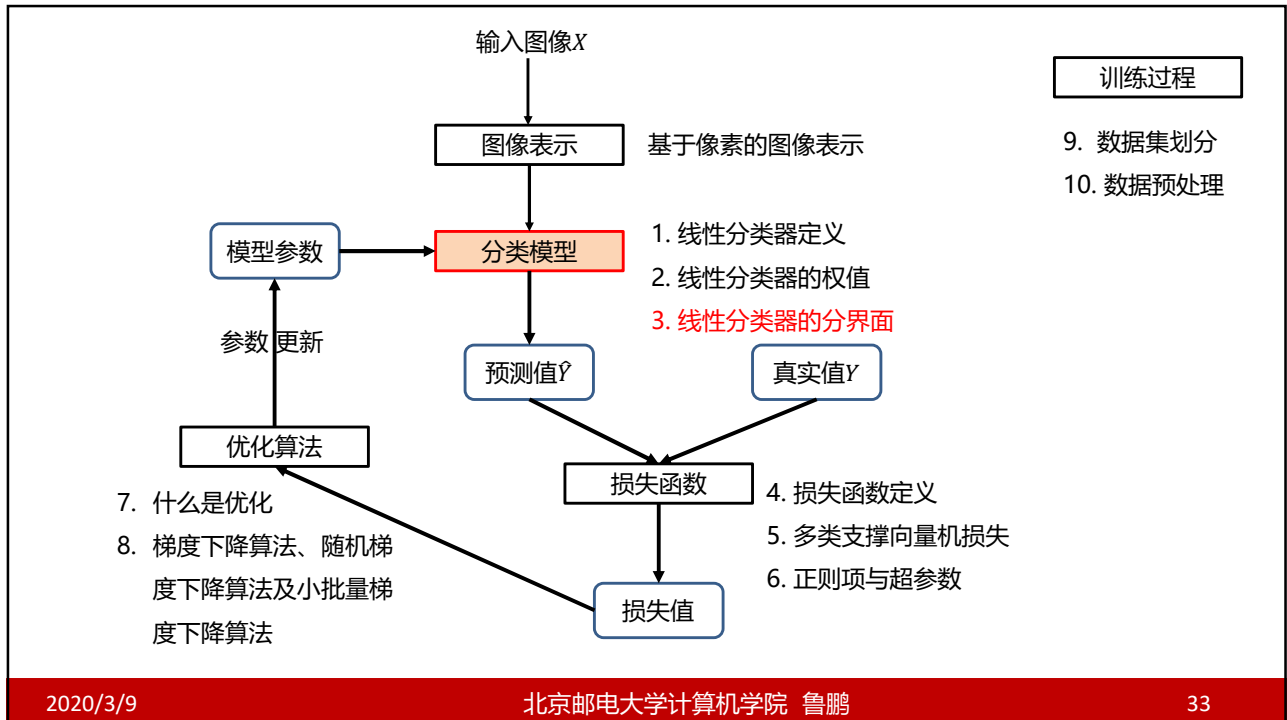 输入图像X
训练过程
图像表示
基于像素的图像表示
9. 数据集划分
10. 数据预处理
模型参数
分类模型
1. 线性分类器定义
2. 线性分类器的权值
3. 线性分类器的分界面
参数 更新
预测值Ŷ
真实值Y
优化算法
损失函数
4. 损失函数定义
5. 多类支撑向量机损失
6. 正则项与超参数
7. 什么是优化
8. 梯度下降算法、随机梯
度下降算法及小批量梯
度下降算法
损失值
2020/3/9
北京邮电大学计算机学院 鲁鹏
33